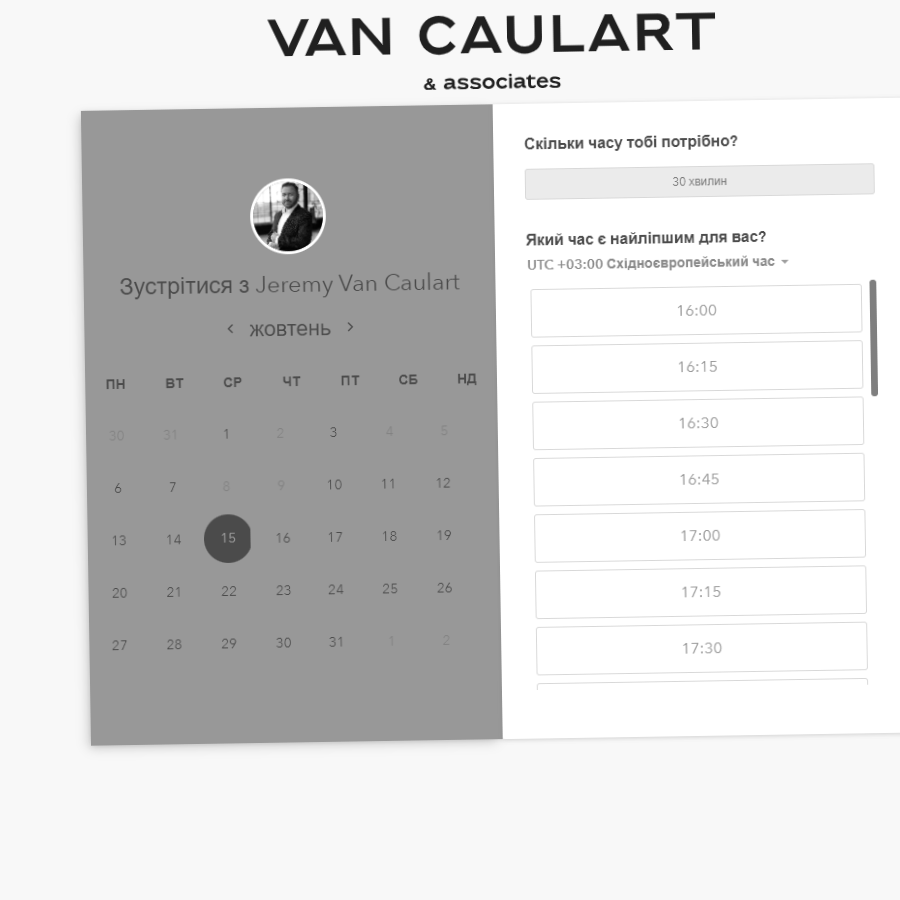 VAN CAULART
& associates
Зустрітися з Jeremy Van Caulart
жовтень
ПН ВТ СР ЧТ ПТ СБ НД
30 31 1 2 3 4 5
6 7 8 9 10 11 12
13 14 15 16 17 18 19
20 21 22 23 24 25 26
27 28 29 30 31 1 2
Скільки часу тобі потрібно?
30 хвилин
Який час є найліпшим для вас?
UTC +03:00 Східноєвропейський час
16:00
16:15
16:30
16:45
17:00
17:15
17:30